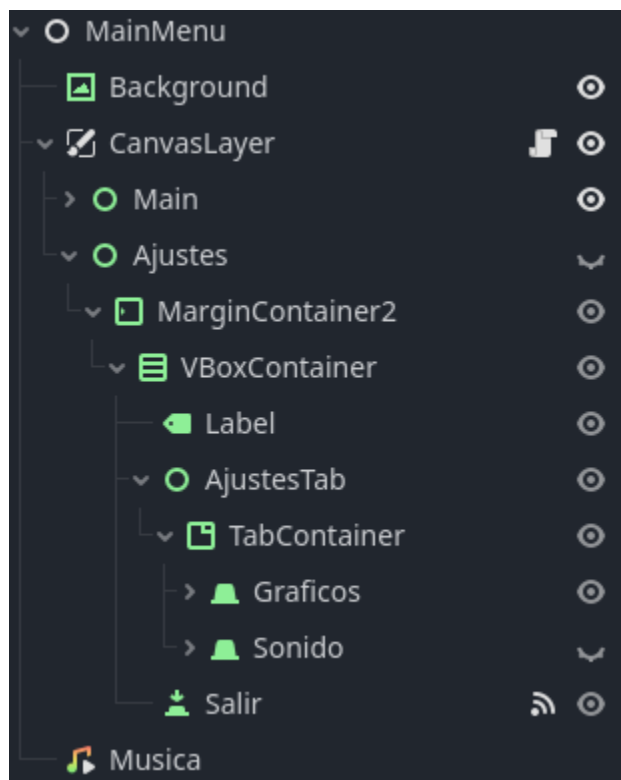 MainMenu
Background
CanvasLayer
Main
Ajustes
MarginContainer2
VBoxContainer
Label
AjustesTab
TabContainer
Graficos
Sonido
Salir
Musica